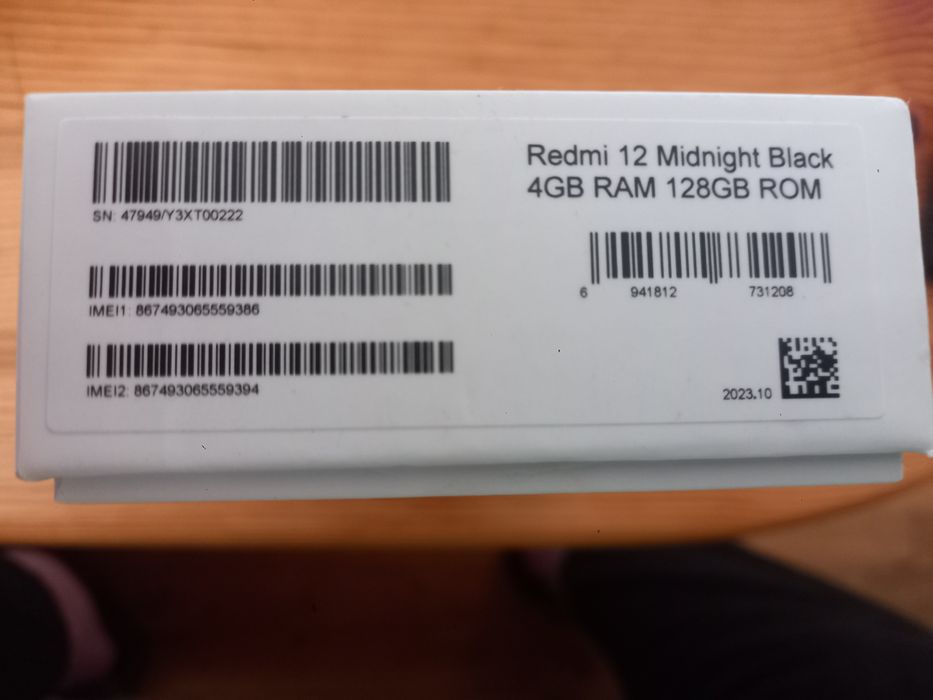 SN: 47949/Y3XT00222
IMEI1: 867493065559386
IMEI2: 867493065559394
Redmi 12 Midnight Black
4GB RAM 128GB ROM
6 941812 731208
2023.10